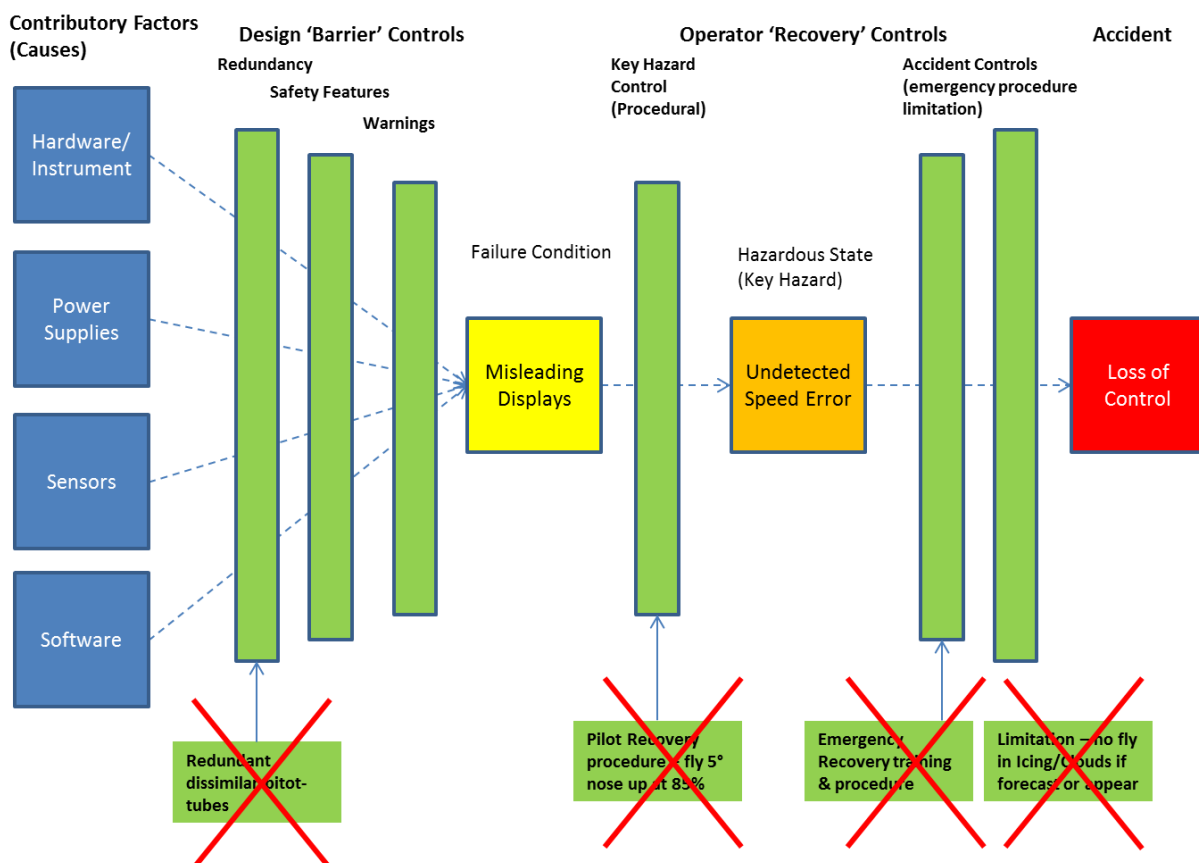 Contributory Factors
(Causes)
Design ‘Barrier’ Controls
Operator ‘Recovery’ Controls
Accident
Redundancy
Safety Features
Warnings
Key Hazard
Control
(Procedural)
Accident Controls
(emergency procedure
limitation)
Hardware/
Instrument
Power
Supplies
Sensors
Software
Failure Condition
Misleading
Displays
Hazardous State
(Key Hazard)
Undetected
Speed Error
Loss of
Control
Redundant
dissimilar pitot-
tubes
Pilot Recovery
procedure – fly 5°
nose up at 85%
Emergency
Recovery training
& procedure
Limitation – no fly
in Icing/Clouds if
forecast or appear